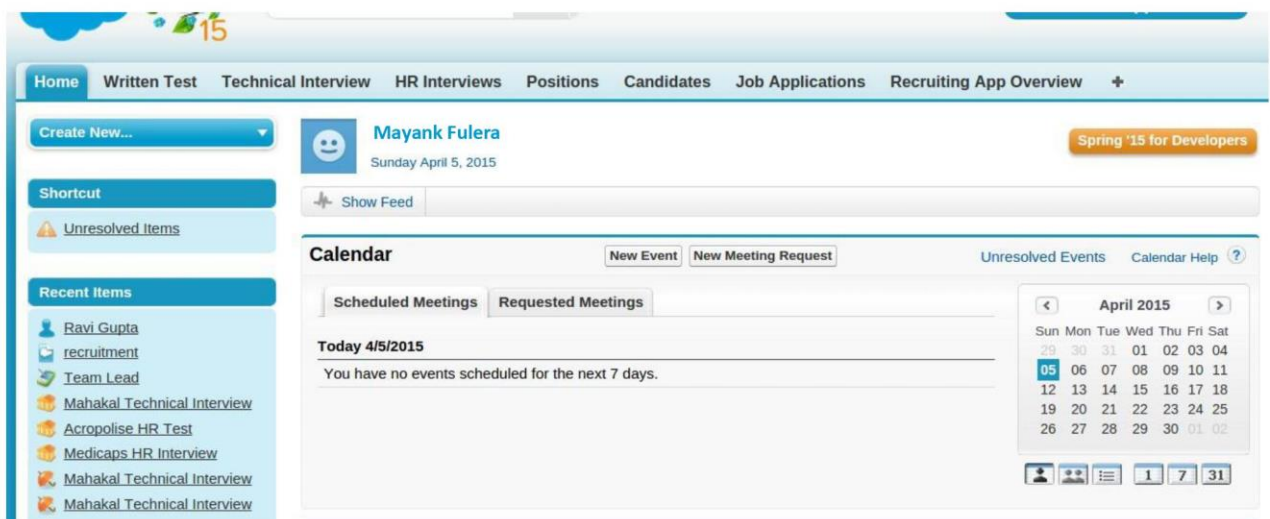 15
Home Written Test Technical Interview HR Interviews Positions Candidates Job Applications Recruiting App Overview +
Create New...
Mayank Fulera
Sunday April 5, 2015
Spring '15 for Developers
Shortcut
Show Feed
Unresolved Items
Calendar New Event New Meeting Request Unresolved Events Calendar Help ?
Recent Items
Scheduled Meetings Requested Meetings
Ravi Gupta
recruitment
Team Lead
Mahakal Technical Interview
Acropolise HR Test
Medicaps HR Interview
Mahakal Technical Interview
Mahakal Technical Interview
Today 4/5/2015
You have no events scheduled for the next 7 days.
< April 2015 >
Sun Mon Tue Wed Thu Fri Sat
29 30 31 01 02 03 04
05 06 07 08 09 10 11
12 13 14 15 16 17 18
19 20 21 22 23 24 25
26 27 28 29 30 01 02
1 7 31